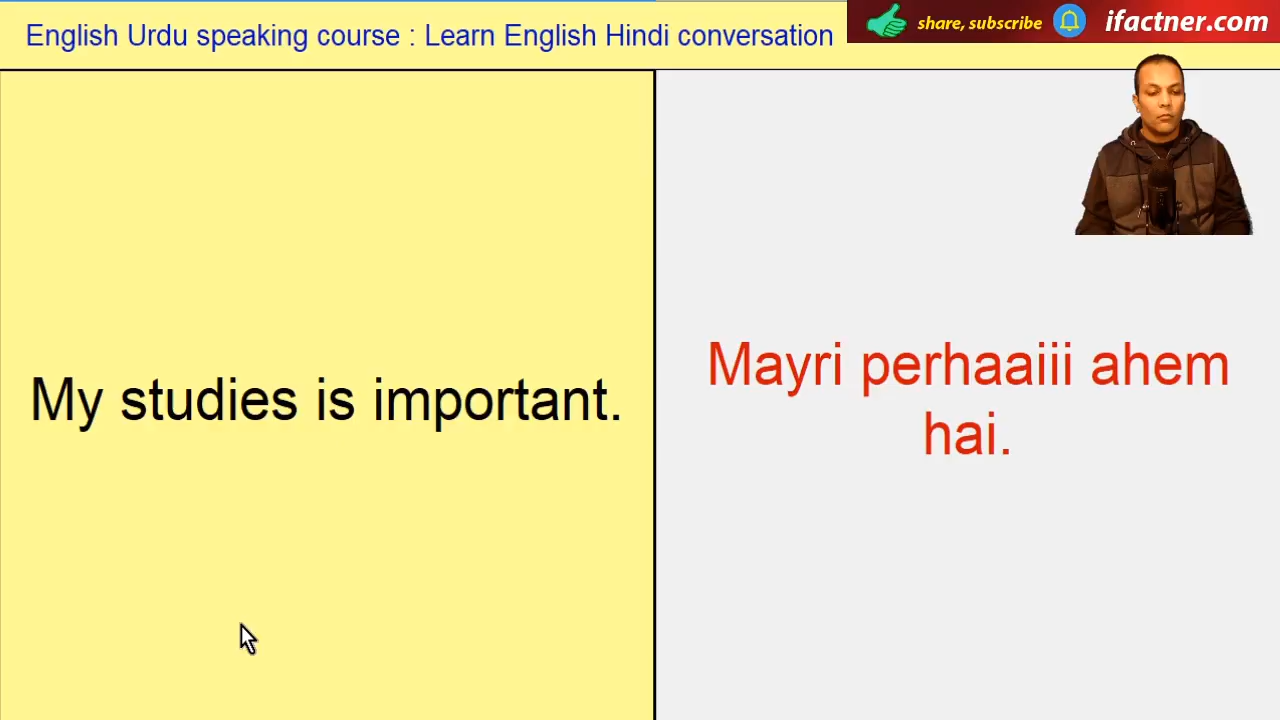 English Urdu speaking course : Learn English Hindi conversation
share, subscribe
ifactner.com
My studies is important.
Mayri perhaaiii ahem
hai.